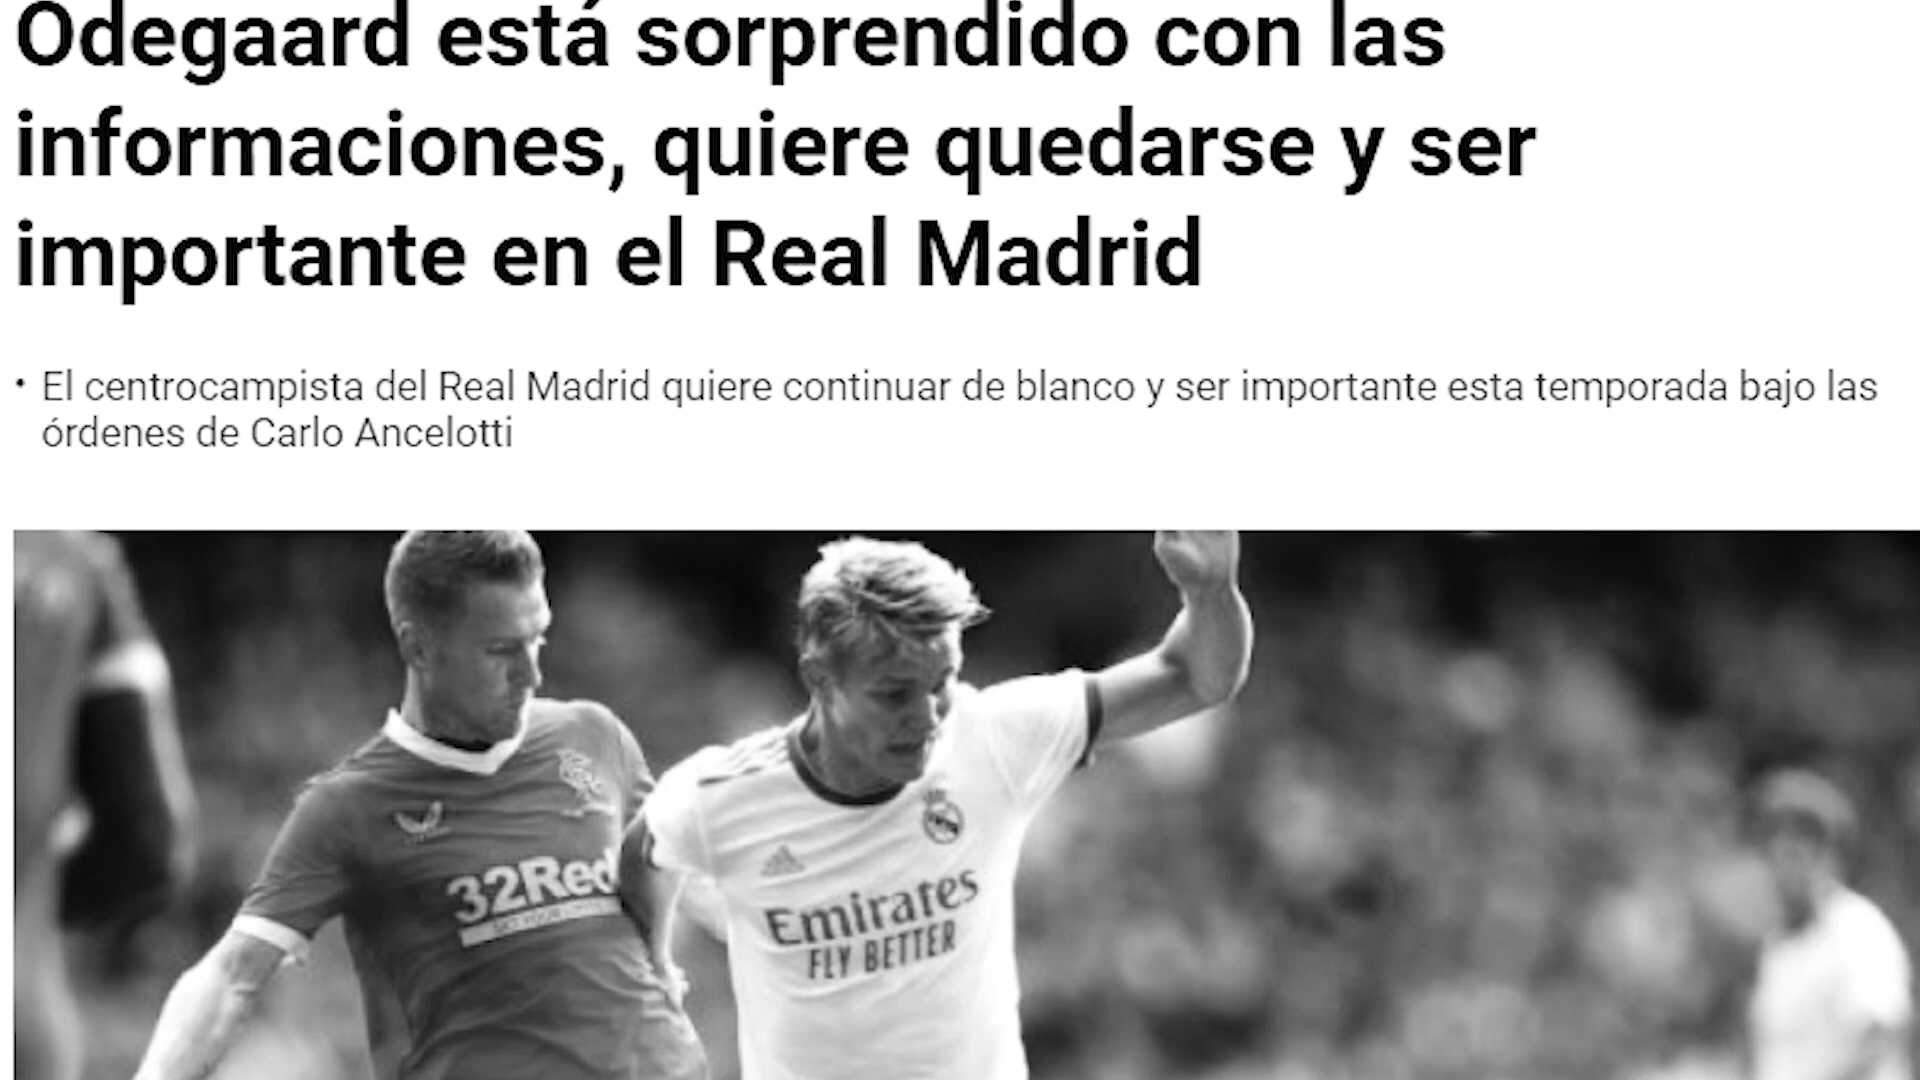 Odegaard está sorprendido con las
informaciones, quiere quedarse y ser
importante en el Real Madrid
• El centrocampista del Real Madrid quiere continuar de blanco y ser importante esta temporada bajo las
órdenes de Carlo Ancelotti
32Red
Emirates
FLY BETTER